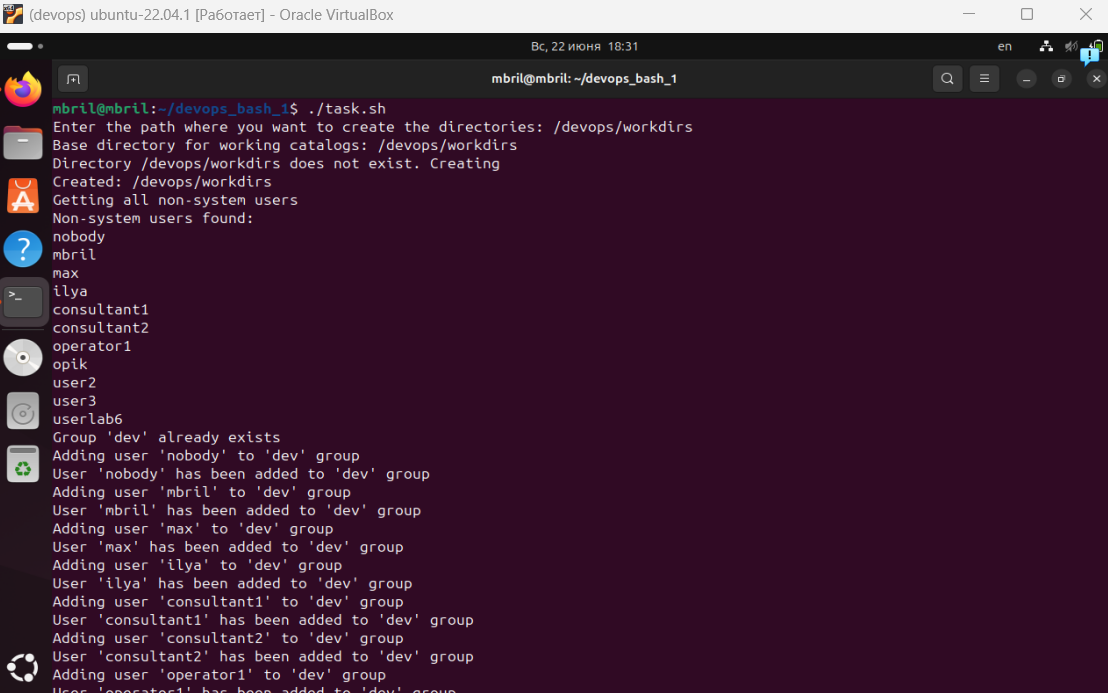 (devops) ubuntu-22.04.1 [Работает] - Oracle VirtualBox
Вс, 22 июня 18:31
en
mbril@mbril: ~/devops_bash_1
mbril@mbril:~/devops_bash_1$ ./task.sh
Enter the path where you want to create the directories: /devops/workdirs
Base directory for working catalogs: /devops/workdirs
Directory /devops/workdirs does not exist. Creating
Created: /devops/workdirs
Getting all non-system users
Non-system users found:
nobody
mbril
max
ilya
consultant1
consultant2
operator1
opik
user2
user3
userlab6
Group 'dev' already exists
Adding user 'nobody' to 'dev' group
User 'nobody' has been added to 'dev' group
Adding user 'mbril' to 'dev' group
User 'mbril' has been added to 'dev' group
Adding user 'max' to 'dev' group
User 'max' has been added to 'dev' group
Adding user 'ilya' to 'dev' group
User 'ilya' has been added to 'dev' group
Adding user 'consultant1' to 'dev' group
User 'consultant1' has been added to 'dev' group
Adding user 'consultant2' to 'dev' group
User 'consultant2' has been added to 'dev' group
Adding user 'operator1' to 'dev' group
User 'operator1' has been added to 'dev' group